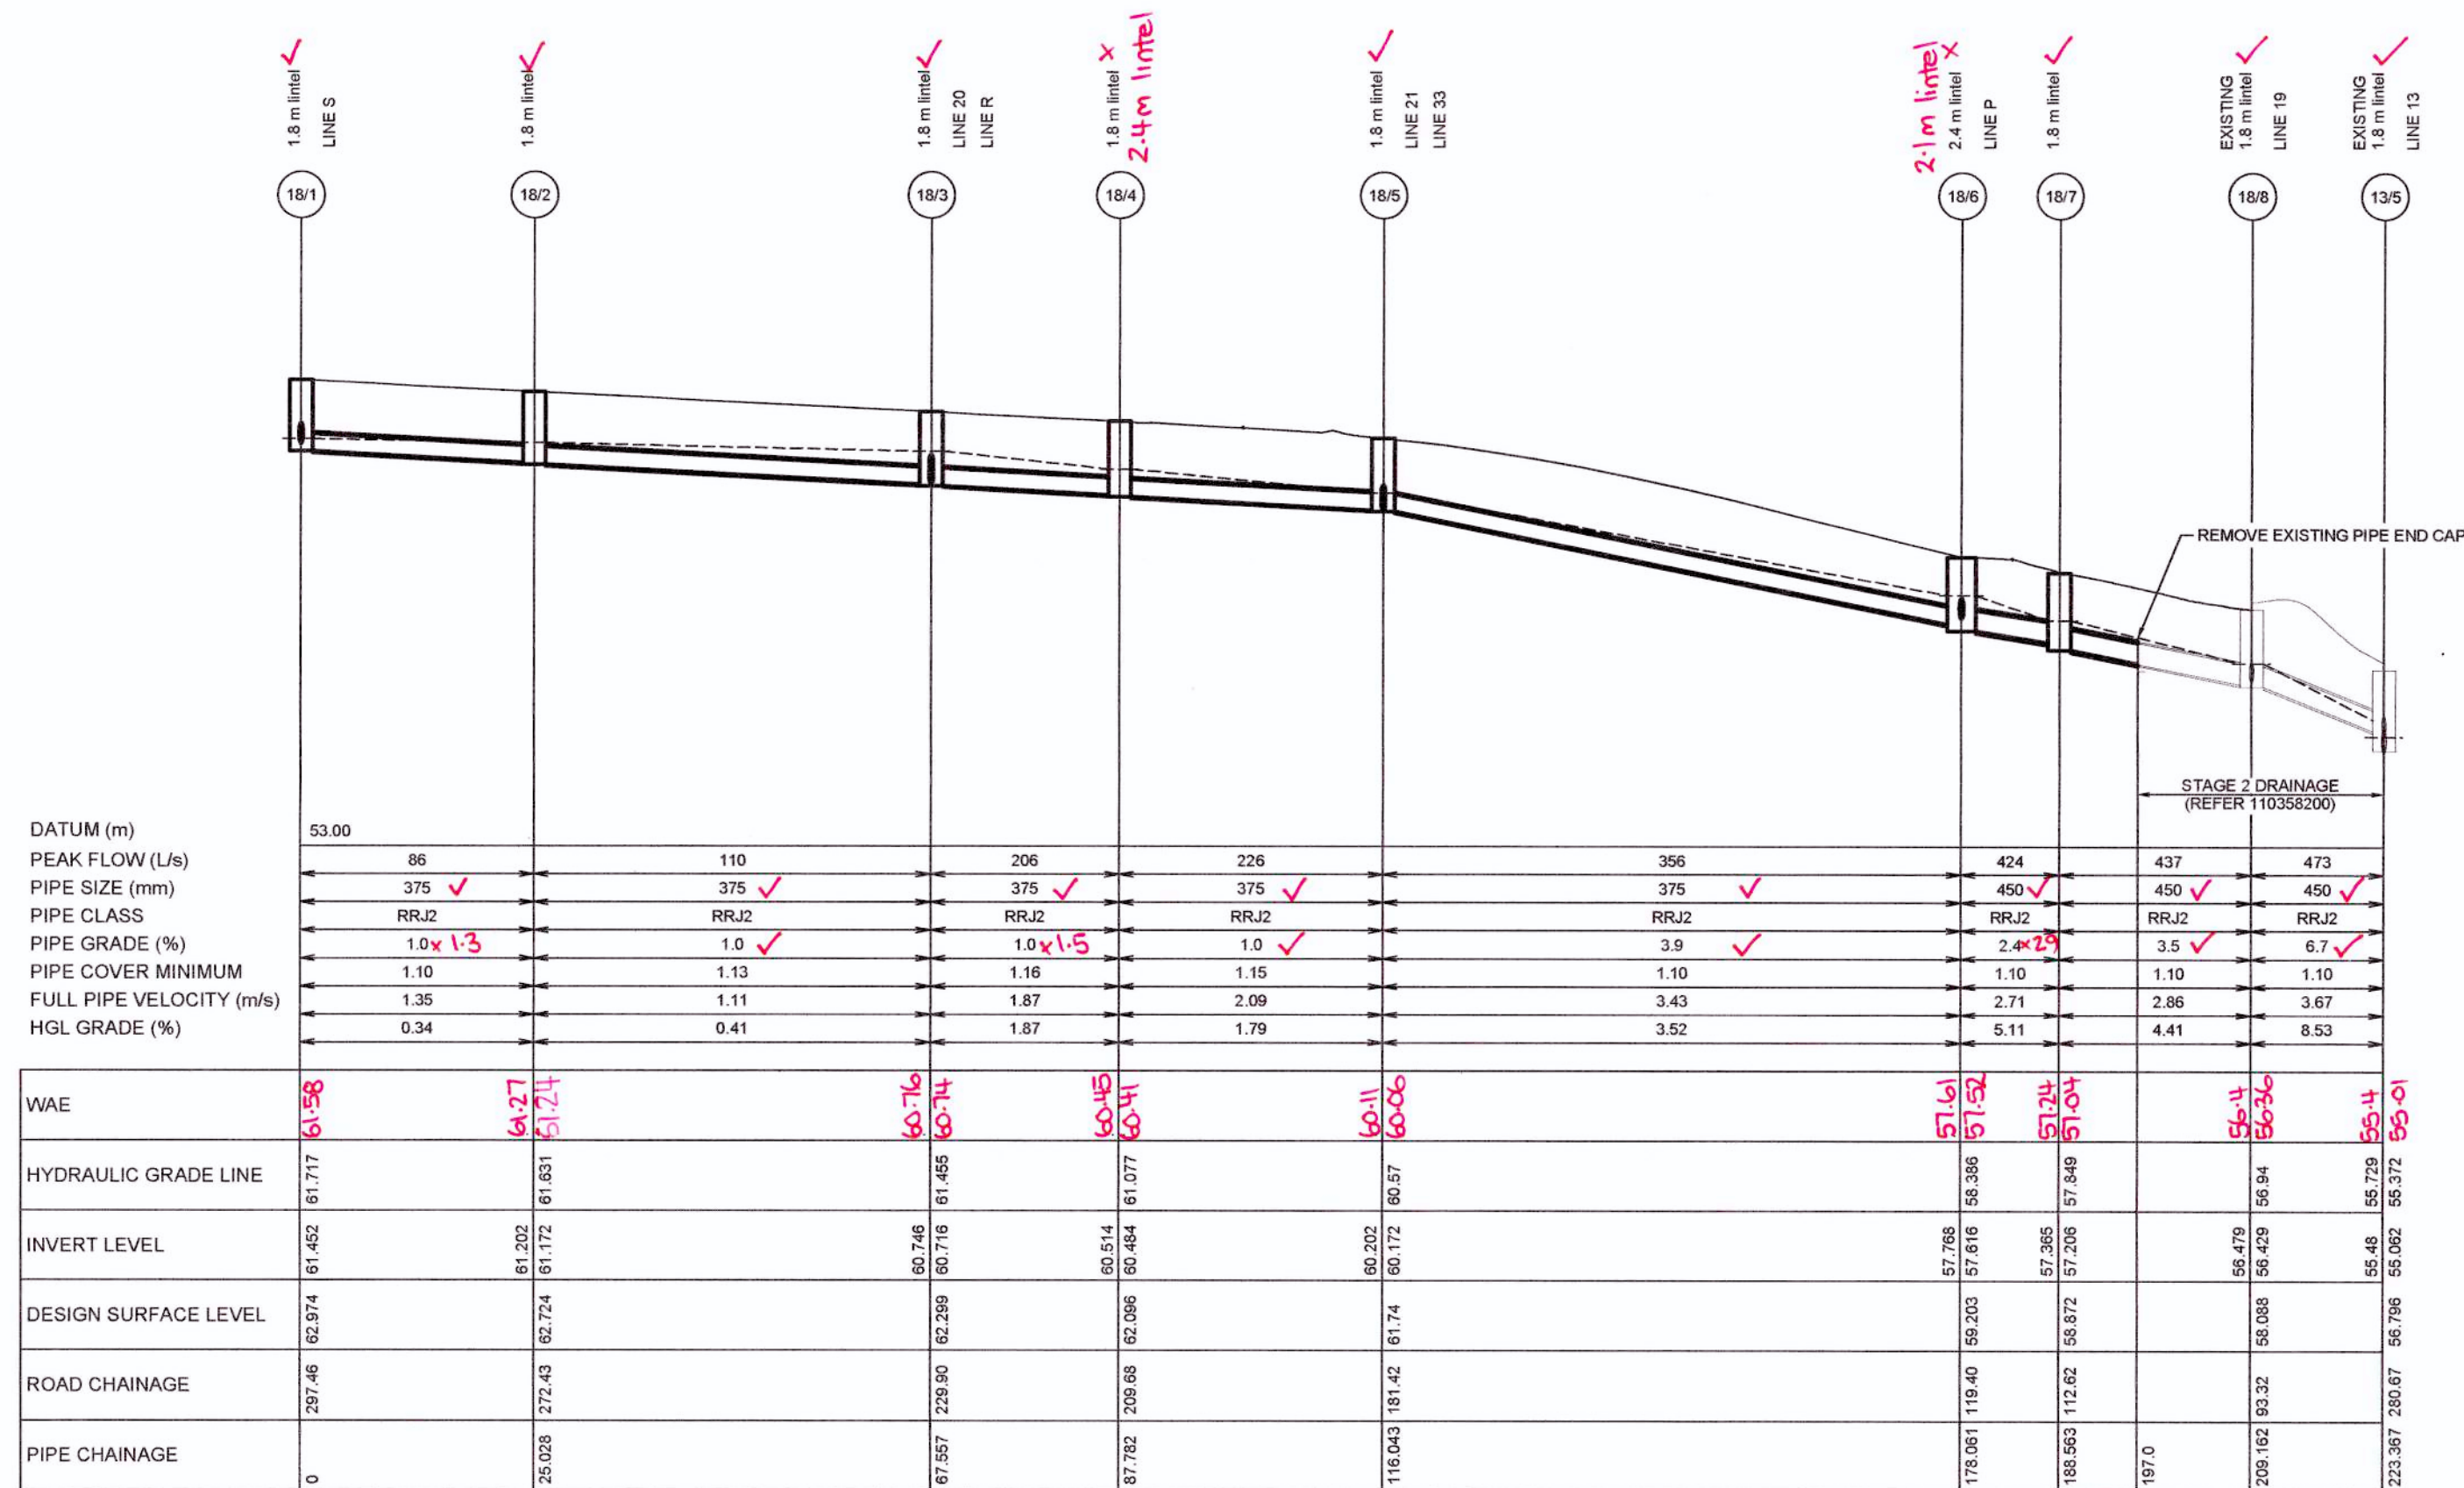 1.8 m lintel ✓
LINE S
1.8 m lintel ✓
1.8 m lintel ✓
LINE 20
LINE R
1.8 m lintel x
2.4m lintel
1.8 m lintel ✓
LINE 21
LINE 33
2.1m lintel
2.4 m lintel x
LINE P
1.8 m lintel ✓
EXISTING
1.8 m lintel ✓
LINE 19
EXISTING
1.8 m lintel ✓
LINE 13
18/1 18/2 18/3 18/4 18/5 18/6 18/7 18/8 13/5
REMOVE EXISTING PIPE END CAP
STAGE 2 DRAINAGE
(REFER 110358200)
DATUM (m) 53.00
PEAK FLOW (L/s) 86 110 206 226 356 424 437 473
PIPE SIZE (mm) 375 ✓ 375 ✓ 375 ✓ 375 ✓ 375 ✓ 450 ✓ 450 ✓ 450 ✓
PIPE CLASS RRJ2 RRJ2 RRJ2 RRJ2 RRJ2 RRJ2 RRJ2 RRJ2
PIPE GRADE (%) 1.0 x 1.3 1.0 ✓ 1.0 x 1.5 1.0 ✓ 3.9 ✓ 2.4 x 29 3.5 ✓ 6.7 ✓
PIPE COVER MINIMUM 1.10 1.13 1.16 1.15 1.10 1.10 1.10 1.10
FULL PIPE VELOCITY (m/s) 1.35 1.11 1.87 2.09 3.43 2.71 2.86 3.67
HGL GRADE (%) 0.34 0.41 1.87 1.79 3.52 5.11 4.41 8.53
WAE 61.58 61.27 61.24 60.76 60.74 60.45 60.41 60.11 60.06 57.61 57.52 57.24 57.04 56.4 56.36 55.4 55.01
HYDRAULIC GRADE LINE 61.717 61.631 61.455 61.077 60.57 58.386 57.849 56.94 55.729 55.372
INVERT LEVEL 61.452 61.202 61.172 60.746 60.716 60.514 60.484 60.202 60.172 57.768 57.616 57.365 57.206 56.479 56.429 55.48 55.062
DESIGN SURFACE LEVEL 62.974 62.724 62.299 62.096 61.74 59.203 58.872 58.088 56.796
ROAD CHAINAGE 297.46 272.43 229.90 209.68 181.42 119.40 112.62 93.32 280.67
PIPE CHAINAGE 0 25.028 67.557 87.782 116.043 178.061 188.563 197.0 209.162 223.367